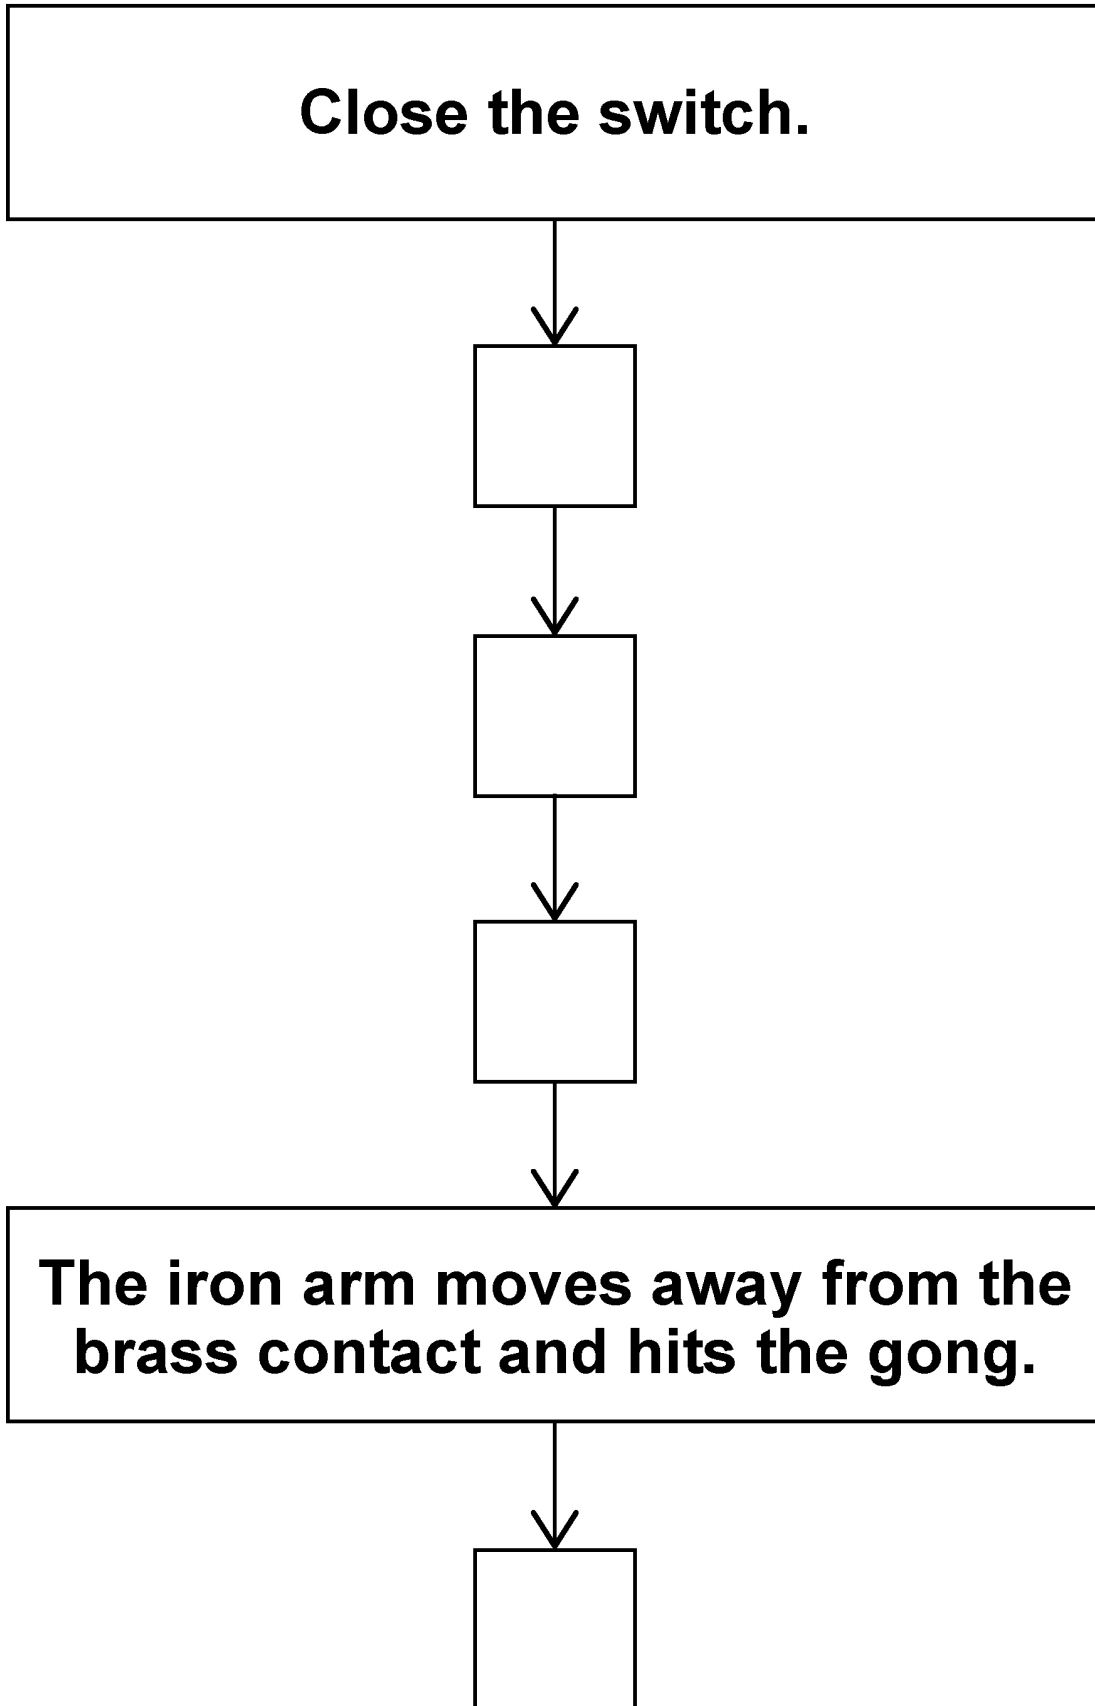 Close the switch.
The iron arm moves away from the
brass contact and hits the gong.